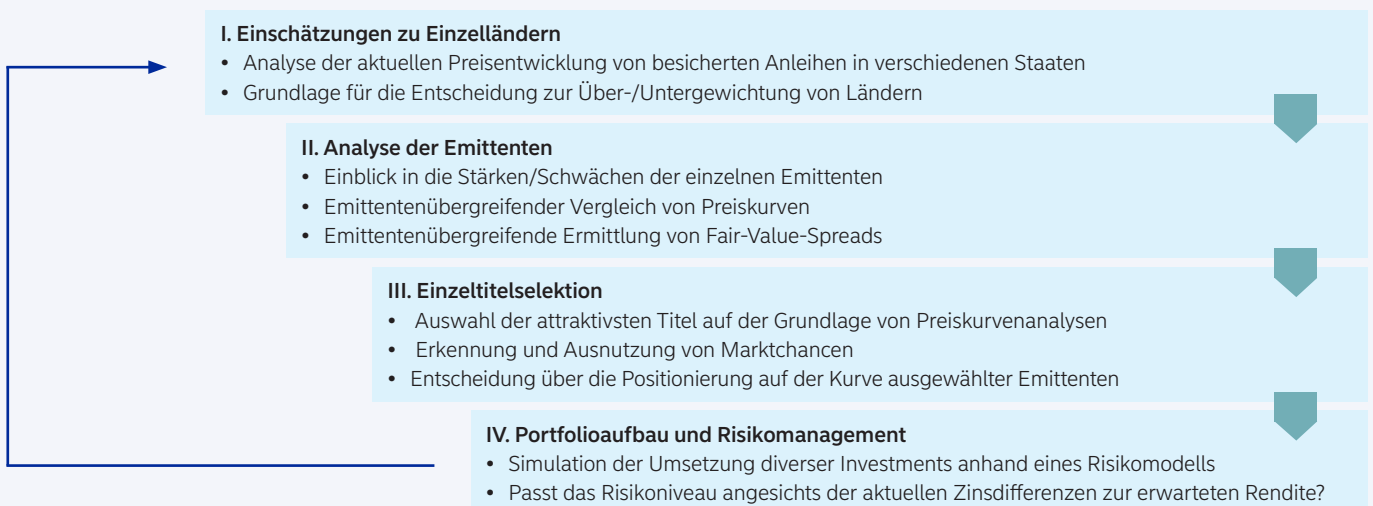 I. Einschätzungen zu Einzelländern
• Analyse der aktuellen Preisentwicklung von besicherten Anleihen in verschiedenen Staaten
• Grundlage für die Entscheidung zur Über-/Untergewichtung von Ländern
II. Analyse der Emittenten
• Einblick in die Stärken/Schwächen der einzelnen Emittenten
• Emittentenübergreifender Vergleich von Preiskurven
• Emittentenübergreifende Ermittlung von Fair-Value-Spreads
III. Einzeltitelselektion
• Auswahl der attraktivsten Titel auf der Grundlage von Preiskurvenanalysen
• Erkennung und Ausnutzung von Marktchancen
• Entscheidung über die Positionierung auf der Kurve ausgewählter Emittenten
IV. Portfolioaufbau und Risikomanagement
• Simulation der Umsetzung diverser Investments anhand eines Risikomodells
• Passt das Risikoniveau angesichts der aktuellen Zinsdifferenzen zur erwarteten Rendite?